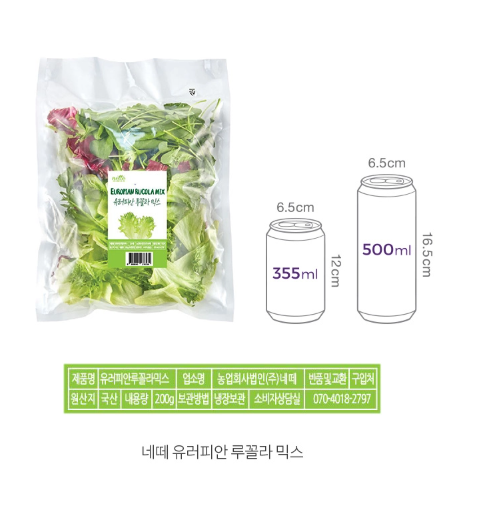 EUROPIAN RUCOLA MIX
유러피안 루꼴라 믹스
6.5cm
6.5cm
355ml
12cm
500ml
16.5cm
제품명 유러피안루꼴라믹스 업소명 농업회사법인(주)네떼 반품 및 교환 구입처
원산지 국산 내용량 200g 보관방법 냉장보관 소비자상담실 070-4018-2797
네떼 유러피안 루꼴라 믹스